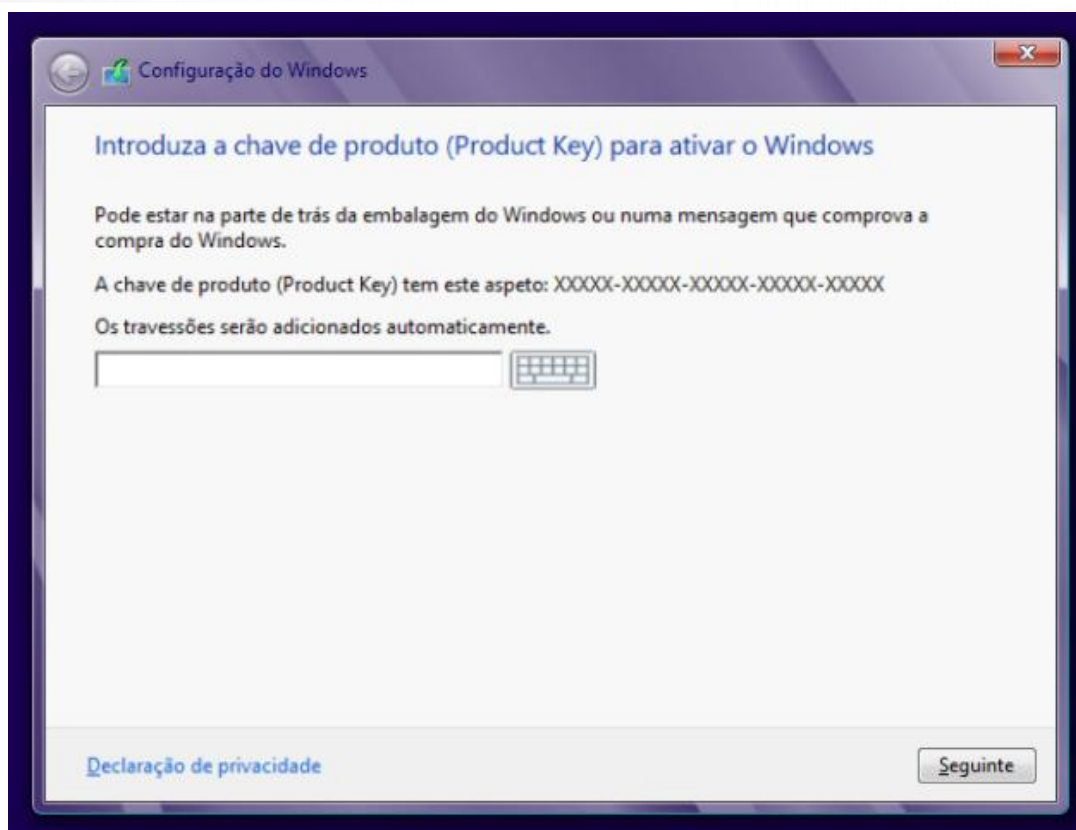 Configuração do Windows
Introduza a chave de produto (Product Key) para ativar o Windows
Pode estar na parte de trás da embalagem do Windows ou numa mensagem que comprova a
compra do Windows.
A chave de produto (Product Key) tem este aspeto: XXXXX-XXXXX-XXXXX-XXXXX-XXXXX
Os travessões serão adicionados automaticamente.
Declaração de privacidade
Seguinte